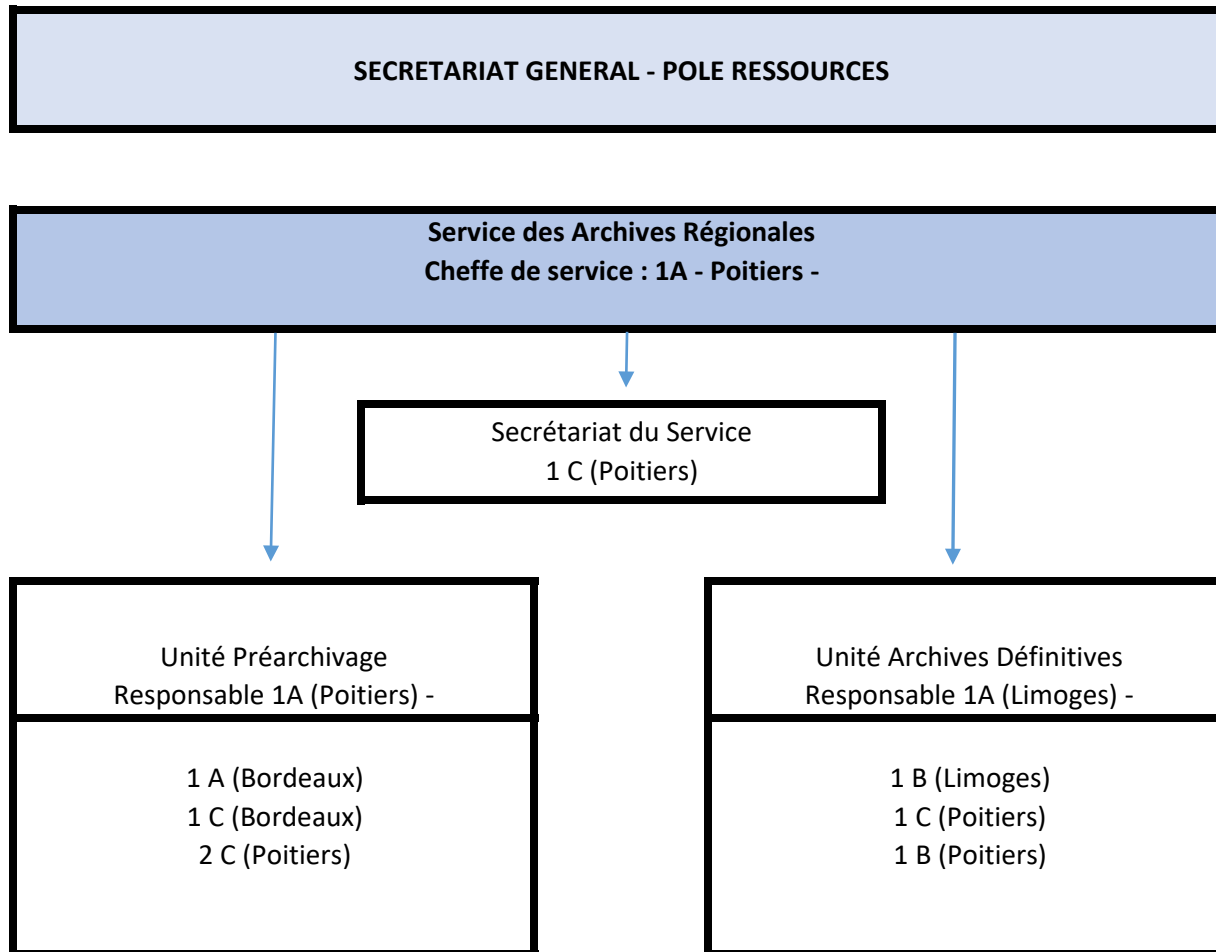 SECRETARIAT GENERAL - POLE RESSOURCES
Service des Archives Régionales
Cheffe de service : 1A - Poitiers -
Secrétariat du Service
1 C (Poitiers)
Unité Préarchivage
Responsable 1A (Poitiers) -
1 A (Bordeaux)
1 C (Bordeaux)
2 C (Poitiers)
Unité Archives Définitives
Responsable 1A (Limoges) -
1 B (Limoges)
1 C (Poitiers)
1 B (Poitiers)